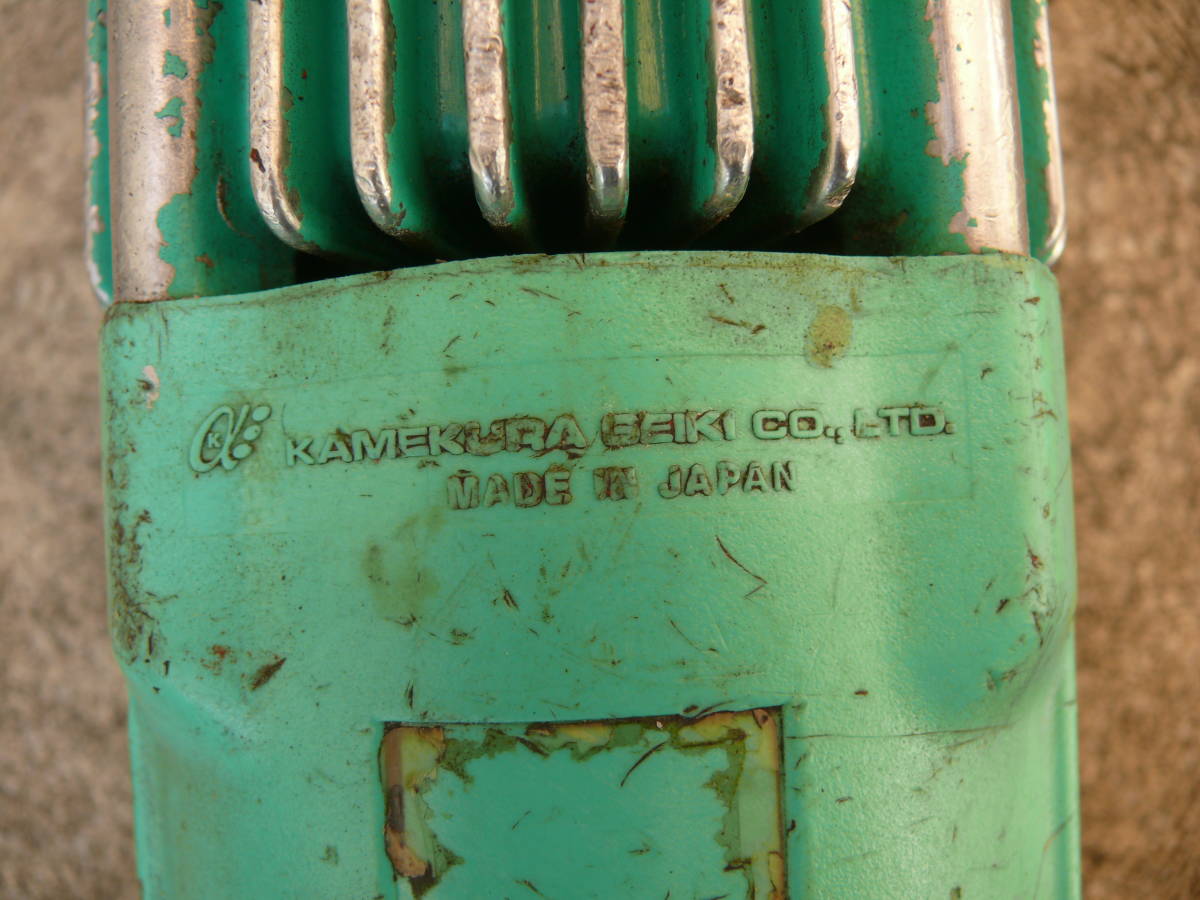 K
KAMEKURA SEIKI CO., LTD.
MADE IN JAPAN